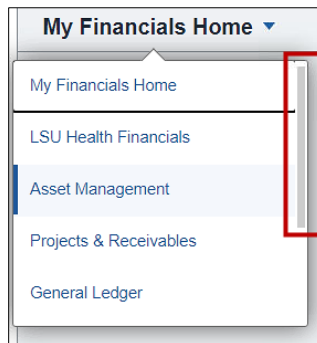 My Financials Home
My Financials Home
LSU Health Financials
Asset Management
Projects & Receivables
General Ledger